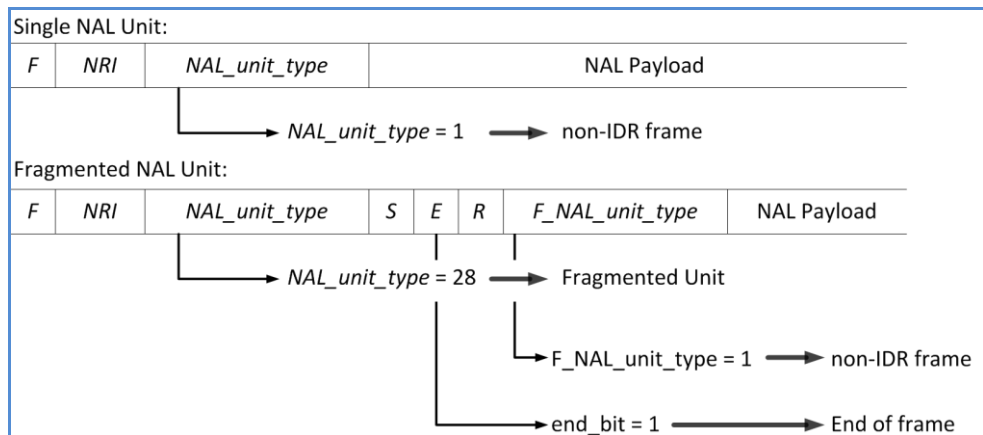 Single NAL Unit:
F NRI NAL_unit_type NAL Payload
NAL_unit_type = 1 non-IDR frame
Fragmented NAL Unit:
F NRI NAL_unit_type S E R F_NAL_unit_type NAL Payload
NAL_unit_type = 28 Fragmented Unit
F_NAL_unit_type = 1 non-IDR frame
end_bit = 1 End of frame